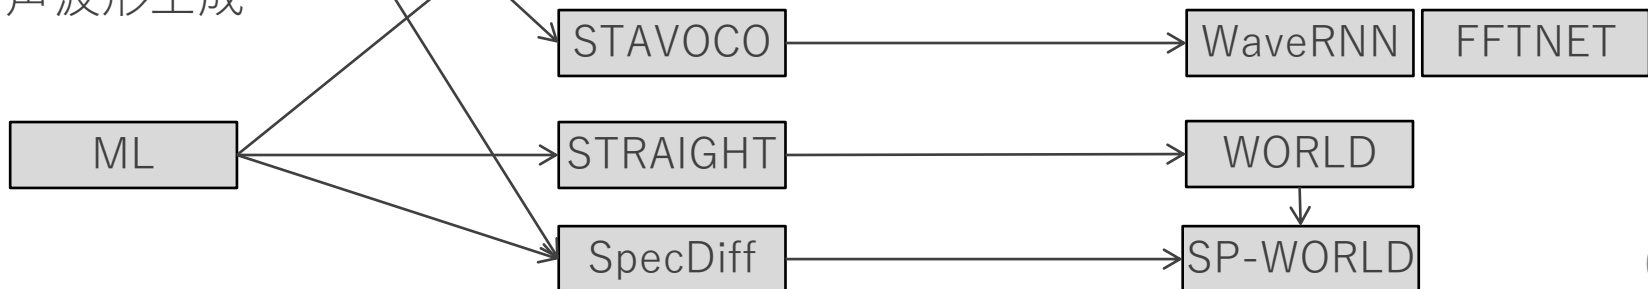 声波形生成
STAVOCO
WaveRNN
FFTNET
ML
STRAIGHT
WORLD
SpecDiff
SP-WORLD